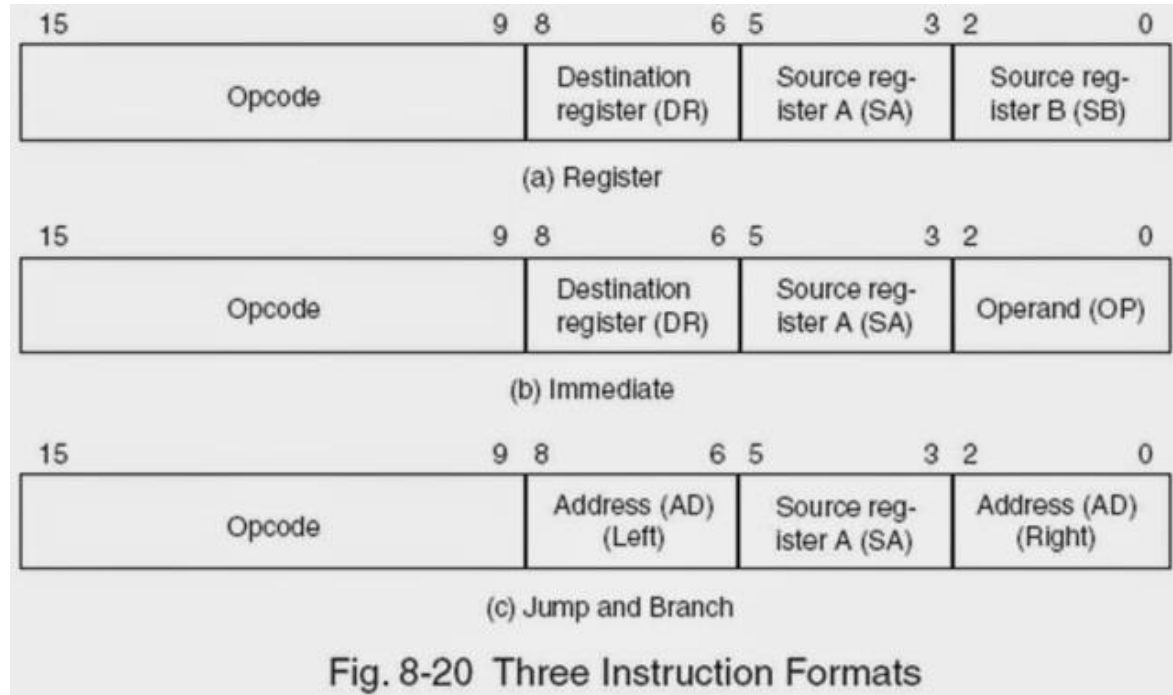 15 9 8 6 5 3 2 0
Opcode
Destination
register (DR)
Source reg-
ister A (SA)
Source reg-
ister B (SB)
(a) Register
15 9 8 6 5 3 2 0
Opcode
Destination
register (DR)
Source reg-
ister A (SA)
Operand (OP)
(b) Immediate
15 9 8 6 5 3 2 0
Opcode
Address (AD)
(Left)
Source reg-
ister A (SA)
Address (AD)
(Right)
(c) Jump and Branch
Fig. 8-20 Three Instruction Formats